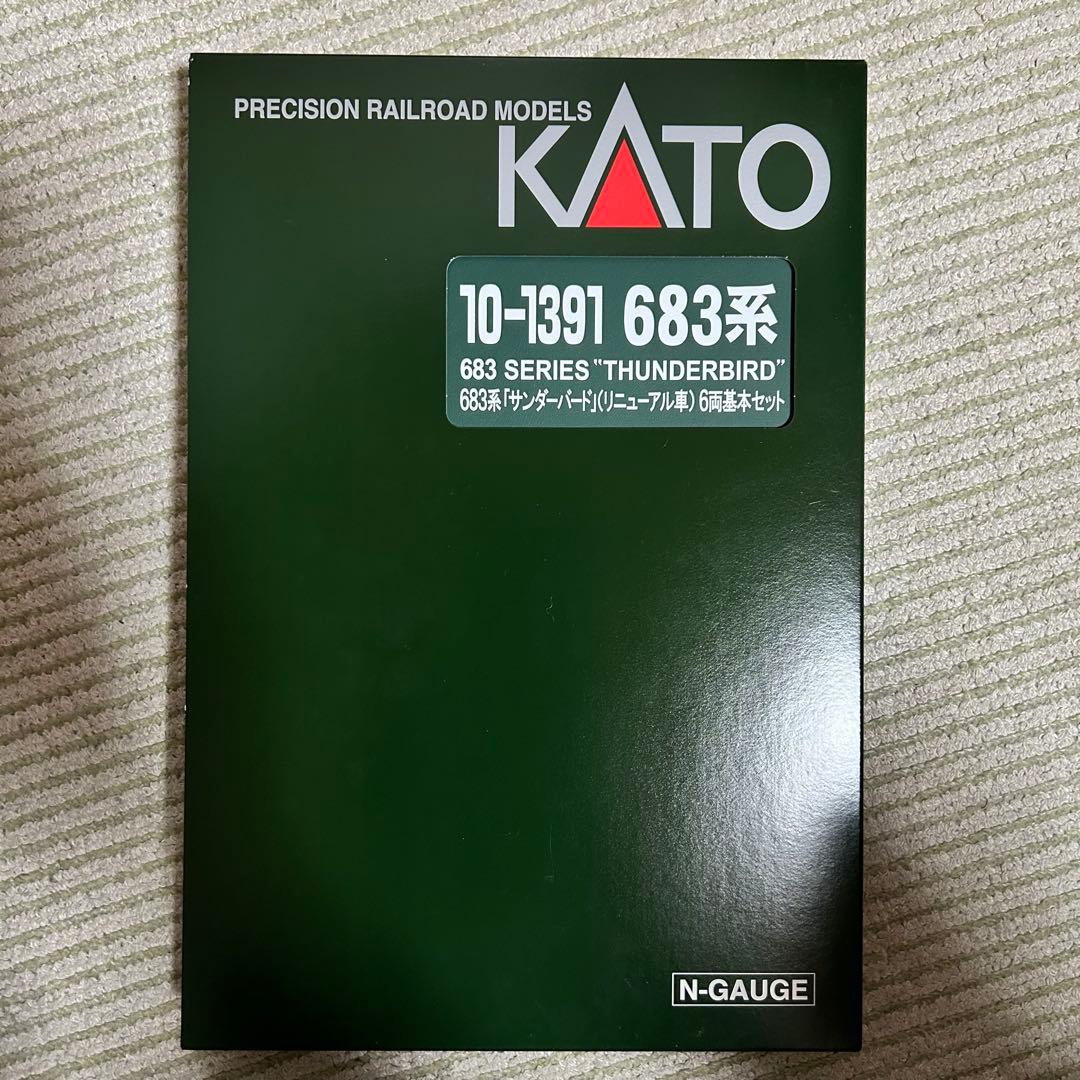 PRECISION RAILROAD MODELS
KATO
10-1391 683系
683 SERIES "THUNDERBIRD"
683系「サンダーバード」(リニューアル車) 6両基本セット
N-GAUGE